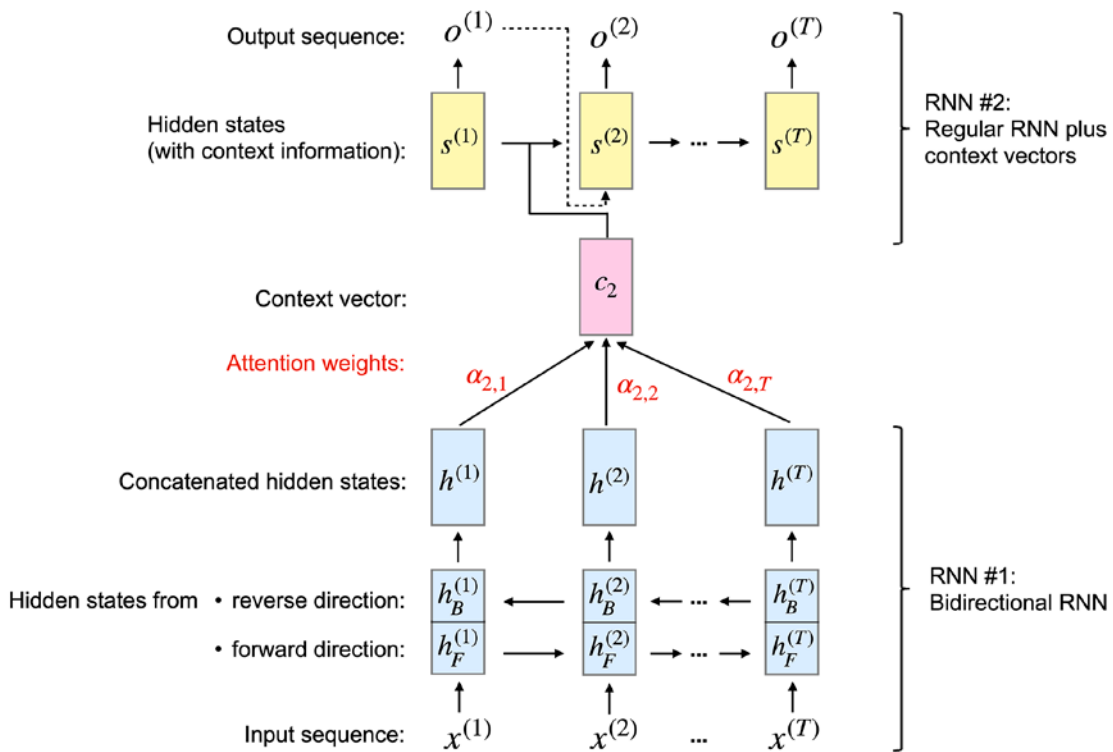 Output sequence: o^(1) o^(2) o^(T)
Hidden states
(with context information): s^(1) s^(2) ... s^(T)
RNN #2:
Regular RNN plus
context vectors
Context vector: c_2
Attention weights: α_2,1 α_2,2 α_2,T
Concatenated hidden states: h^(1) h^(2) h^(T)
Hidden states from • reverse direction: h_B^(1) h_B^(2) ... h_B^(T)
• forward direction: h_F^(1) h_F^(2) ... h_F^(T)
RNN #1:
Bidirectional RNN
Input sequence: x^(1) x^(2) ... x^(T)